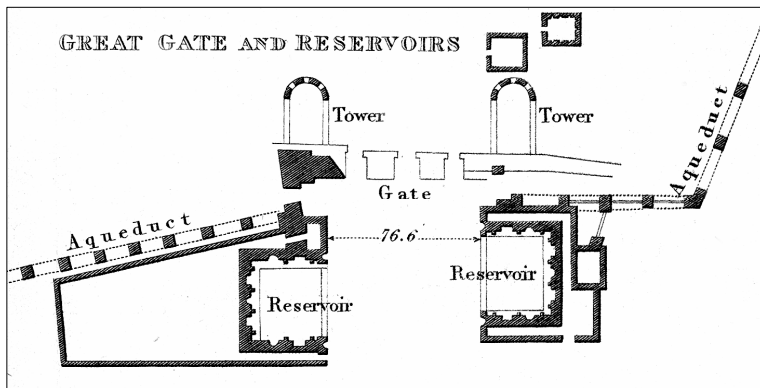 GREAT GATE AND RESERVOIRS
Tower
Tower
Aqueduct
Gate
Aqueduct
76.6
Reservoir
Reservoir